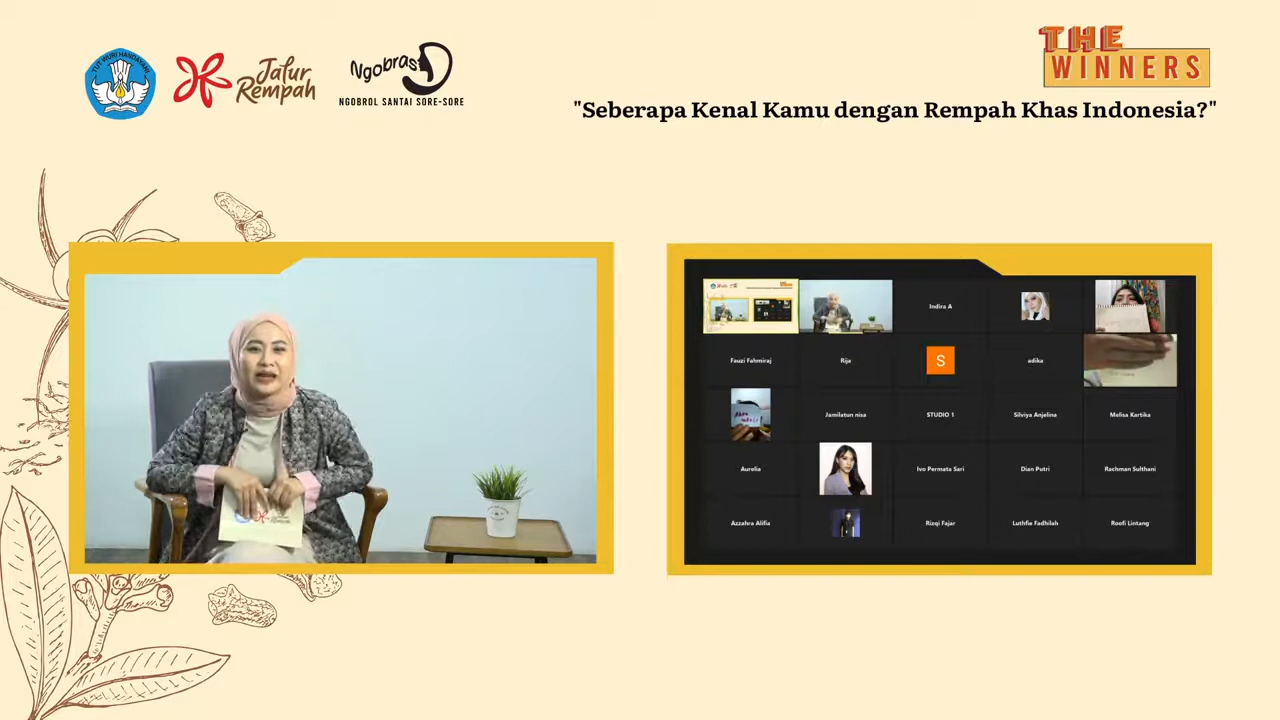 TUT WURI HANDAYANI
Jalur
Rempah
Ngobras
NGOBROL SANTAI SORE-SORE
THE
WINNERS
"Seberapa Kenal Kamu dengan Rempah Khas Indonesia?"
Indira A
Fauzi Fahmiraj
Rija
S
adika
Jamilatun nisa
STUDIO 1
Silviya Anjelina
Melisa Kartika
Aurelia
Ivo Permata Sari
Dian Putri
Rachman Sulthani
Azzahra Alifia
Rizqi Fajar
Luthfie Fadhilah
Roofi Lintang